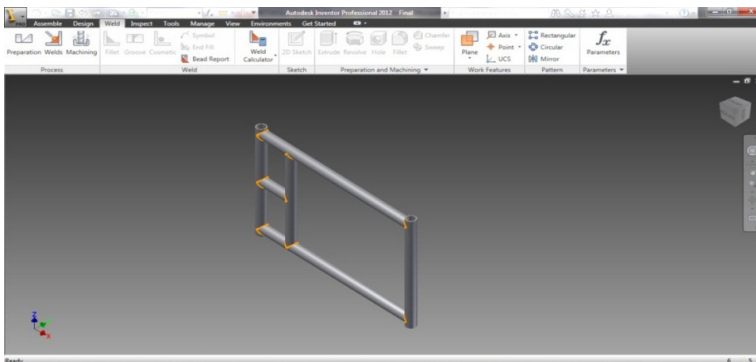 Autodesk Inventor Professional 2012 Final
Assemble Design Weld Inspect Tools Manage View Environments Get Started
Symbol Chamfer Axis Rectangular
End Fill Sweep Point Circular
Preparation Welds Machining Fillet Groove Cosmetic Bead Report Weld Calculator 2D Sketch Extrude Revolve Hole Fillet Plane UCS Mirror Parameters
Process Weld Sketch Preparation and Machining Work Features Pattern Parameters
Z
X
Ready